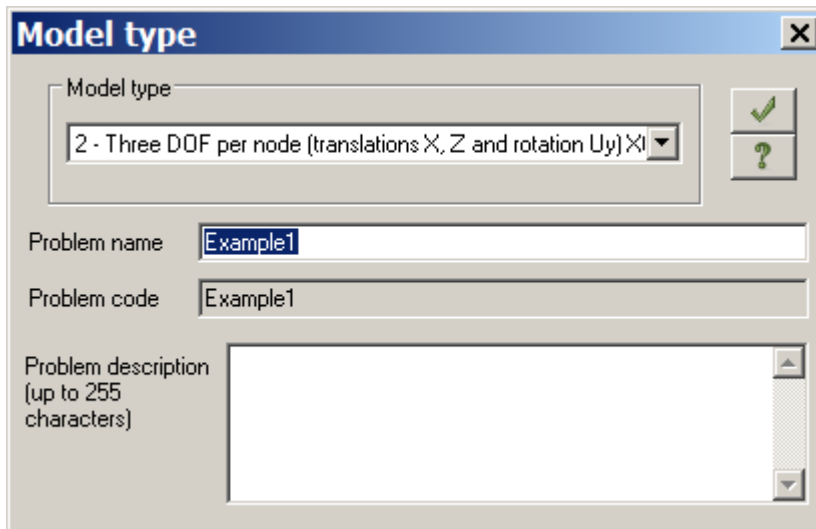 Model type
Model type
2 - Three DOF per node (translations X, Z and rotation Uy) X
Problem name
Example1
Problem code
Example1
Problem description
(up to 255
characters)